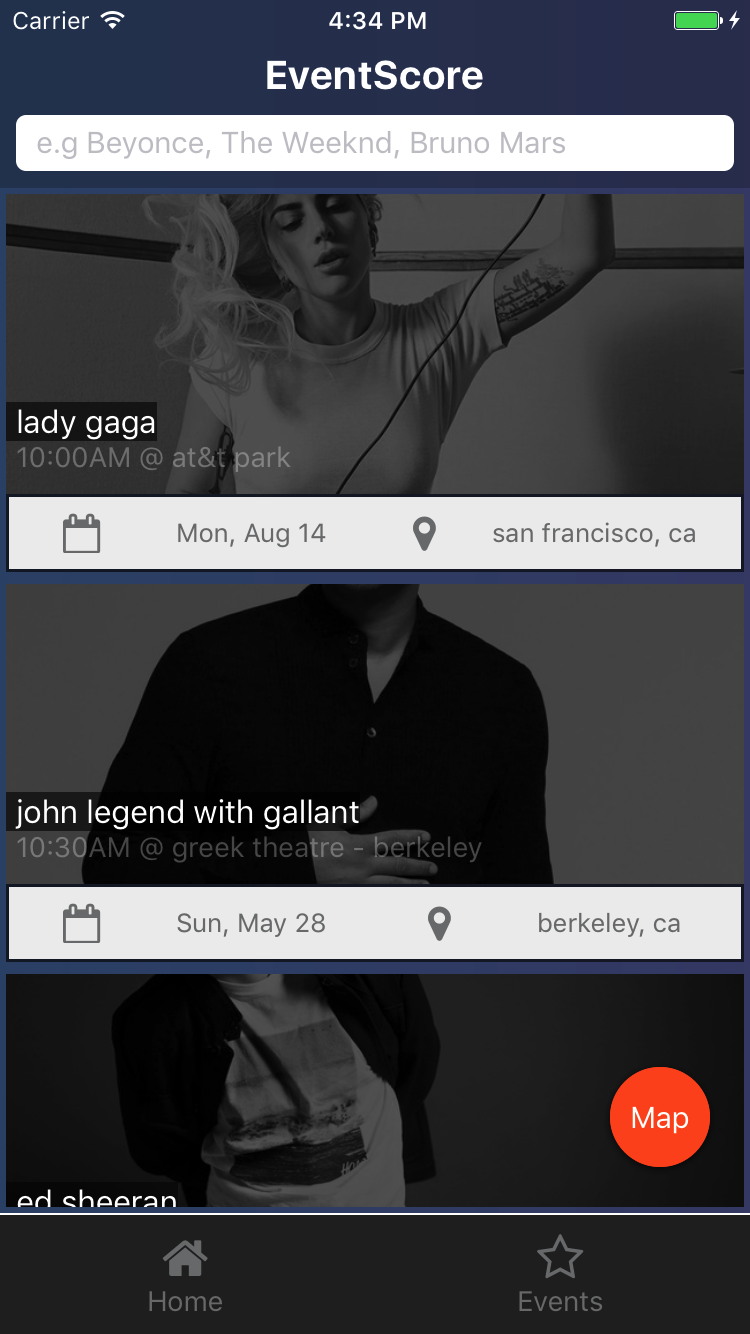 Carrier 4:34 PM
EventScore
e.g Beyonce, The Weeknd, Bruno Mars
lady gaga
10:00AM @ at&t park
Mon, Aug 14 san francisco, ca
john legend with gallant
10:30AM @ greek theatre - berkeley
Sun, May 28 berkeley, ca
Map
ed sheeran
Home Events